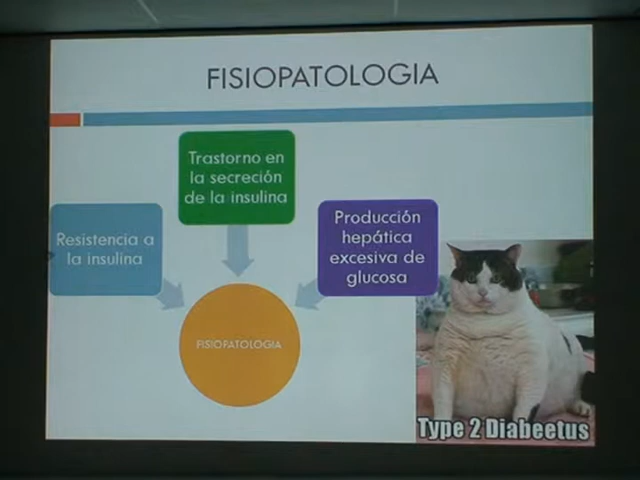 FISIOPATOLOGIA
Trastorno en
la secreción
de la insulina
Resistencia a
la insulina
Producción
hepática
excesiva de
glucosa
FISIOPATOLOGIA
Type 2 Diabeetus